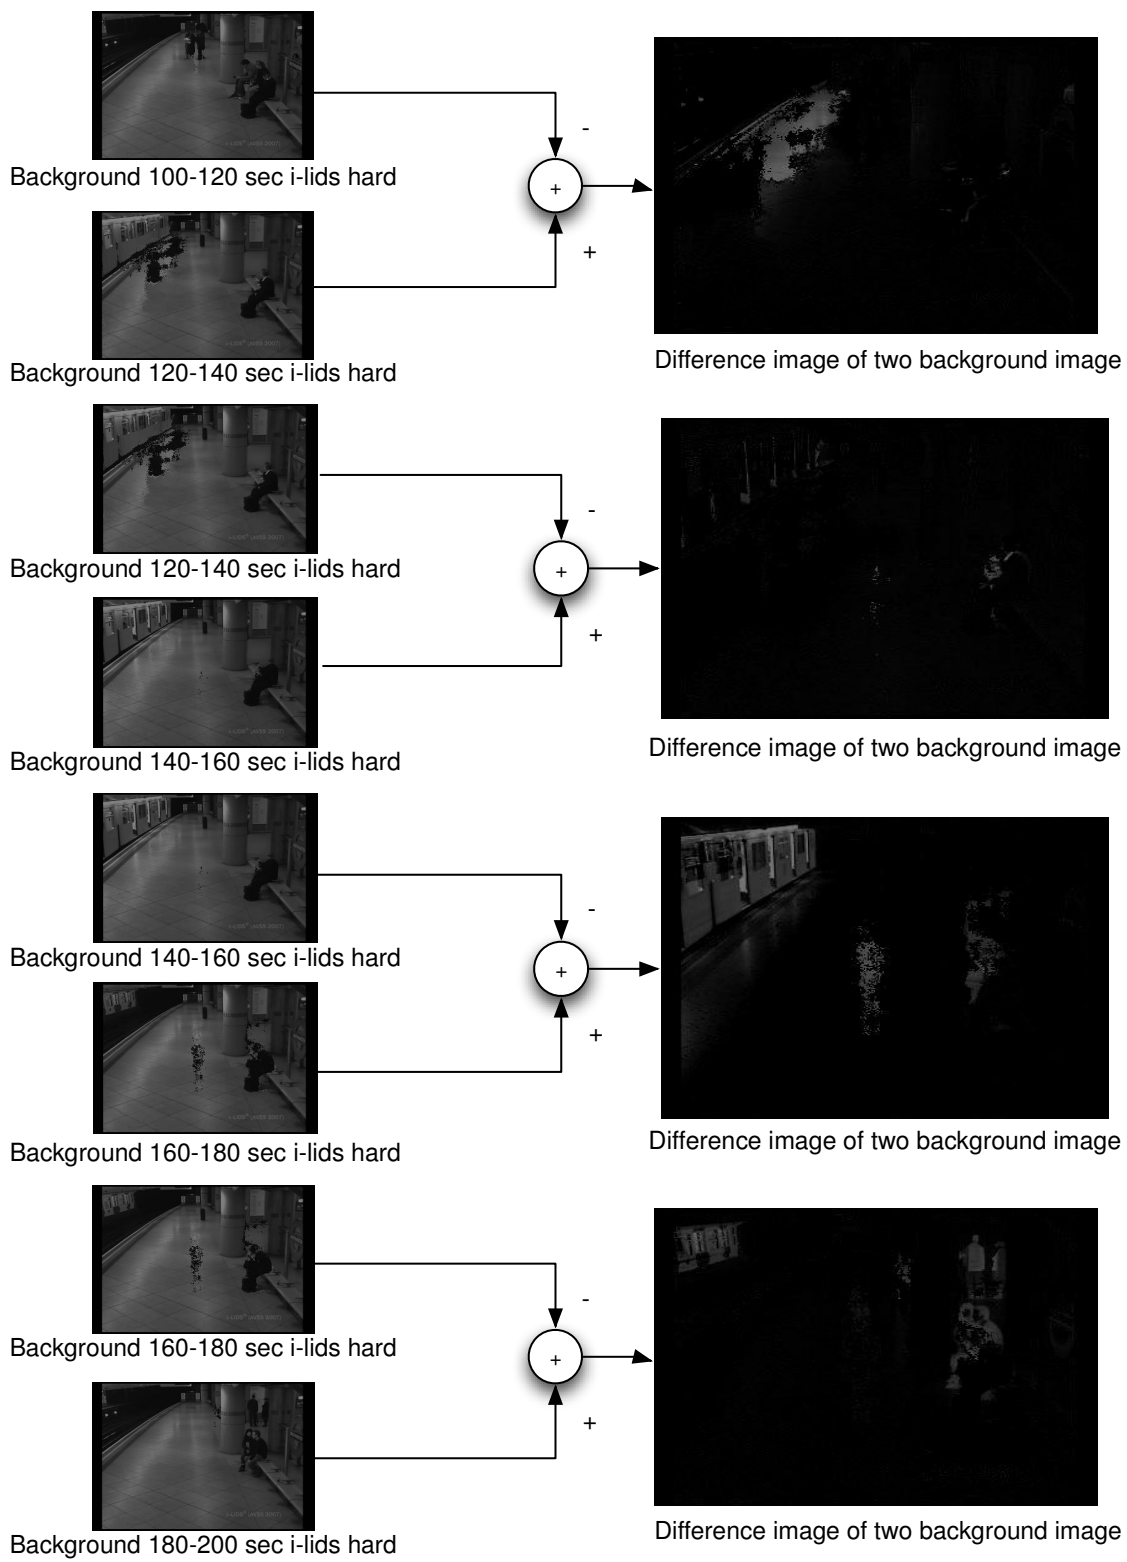 Background 100-120 sec i-lids hard
-
+
+
Background 120-140 sec i-lids hard
Difference image of two background image
Background 120-140 sec i-lids hard
-
+
+
Background 140-160 sec i-lids hard
Difference image of two background image
Background 140-160 sec i-lids hard
-
+
+
Background 160-180 sec i-lids hard
Difference image of two background image
Background 160-180 sec i-lids hard
-
+
+
Background 180-200 sec i-lids hard
Difference image of two background image